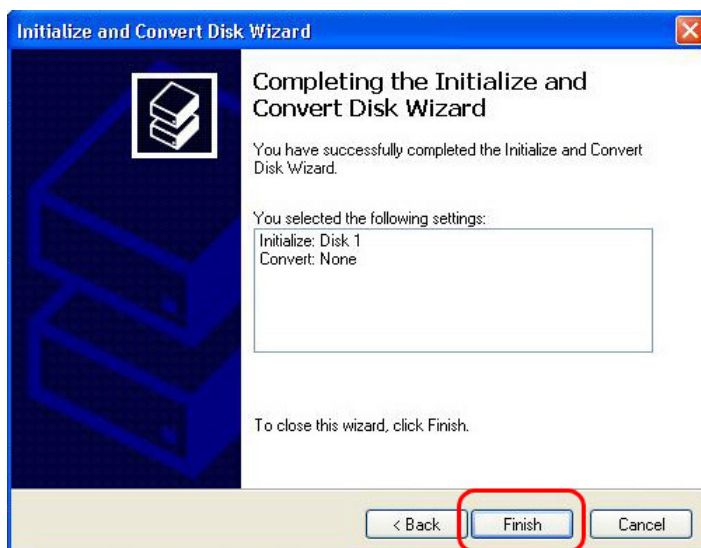 Initialize and Convert Disk Wizard
Completing the Initialize and
Convert Disk Wizard
You have successfully completed the Initialize and Convert
Disk Wizard.
You selected the following settings:
Initialize: Disk 1
Convert: None
To close this wizard, click Finish.
< Back
Finish
Cancel